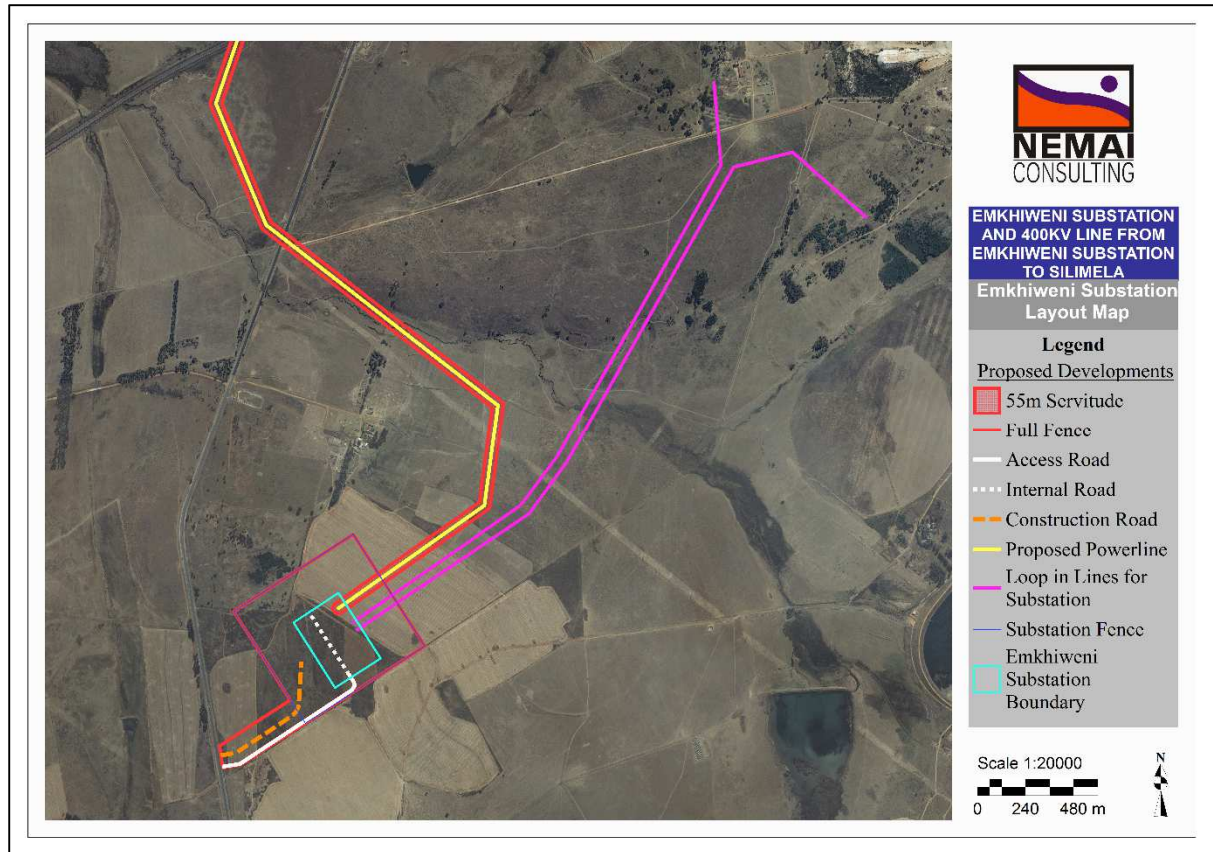 NEMAI
CONSULTING
EMKHIWENI SUBSTATION
AND 400KV LINE FROM
EMKHIWENI SUBSTATION
TO SILIMELA
Emkhiweni Substation
Layout Map
Legend
Proposed Developments
55m Servitude
Full Fence
Access Road
Internal Road
Construction Road
Proposed Powerline
Loop in Lines for
Substation
Substation Fence
Emkhiweni
Substation
Boundary
Scale 1:20000
N
0 240 480 m